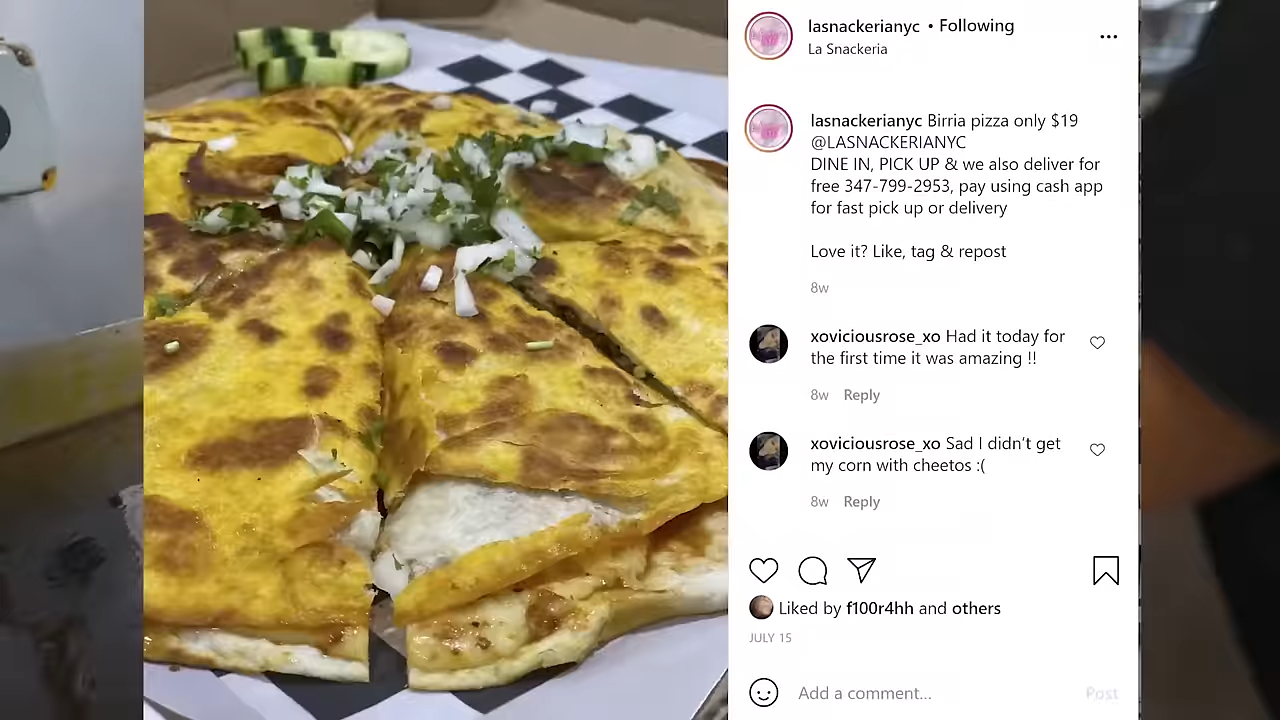 lasnackerianyc • Following
La Snackeria
lasnackerianyc Birria pizza only $19
@LASNACKERIANYC
DINE IN, PICK UP & we also deliver for
free 347-799-2953, pay using cash app
for fast pick up or delivery
Love it? Like, tag & repost
8w
xoviciousrose_xo Had it today for
the first time it was amazing !!
8w Reply
xoviciousrose_xo Sad I didn't get
my corn with cheetos :(
8w Reply
Liked by f100r4hh and others
JULY 15
Add a comment...
Post